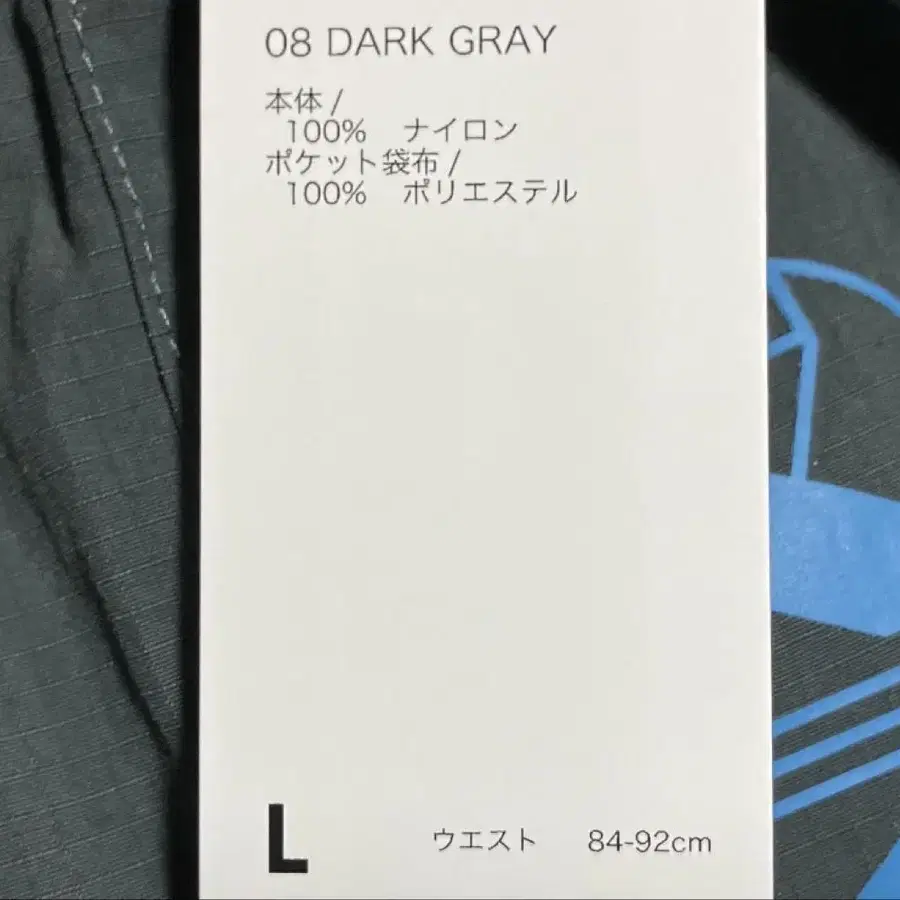 08 DARK GRAY
本体 /
100% ナイロン
ポケット袋布 /
100% ポリエステル
L ウエスト 84-92cm